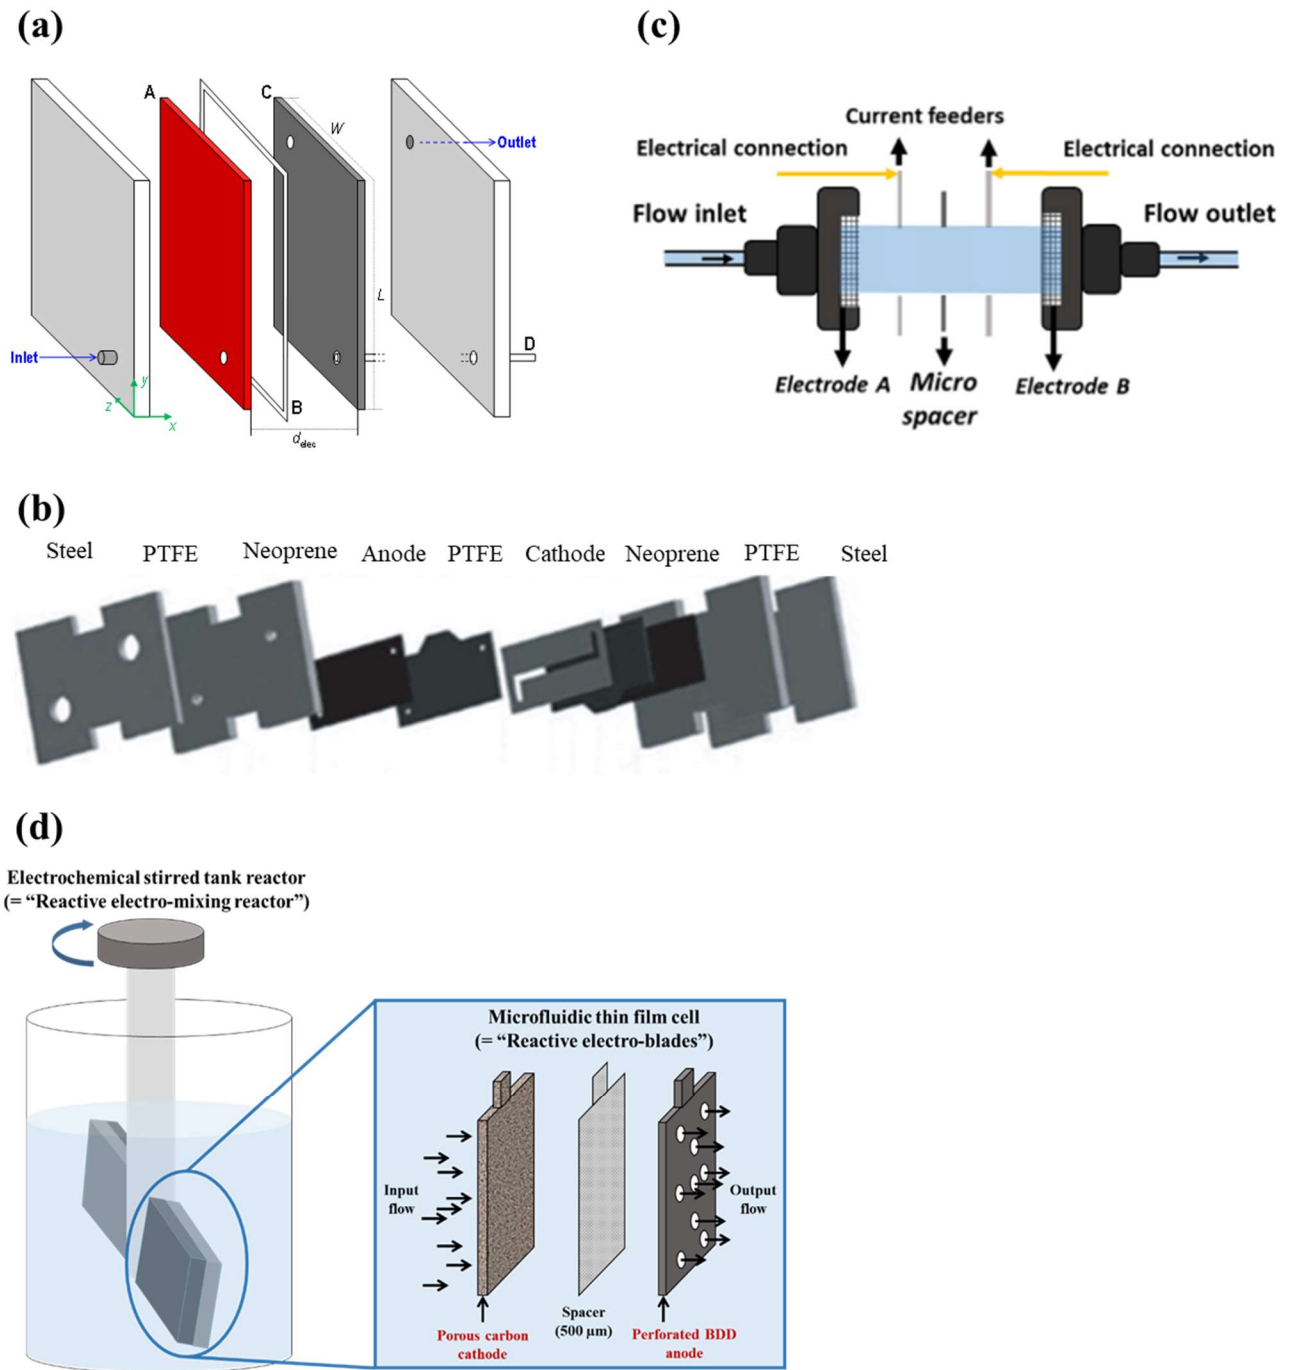 (a)
A
C
W
Outlet
L
Inlet
D
y
z
x
B
d elec
(c)
Current feeders
Electrical connection
Electrical connection
Flow inlet
Flow outlet
Electrode A
Micro
spacer
Electrode B
(b)
Steel
PTFE
Neoprene
Anode
PTFE
Cathode
Neoprene
PTFE
Steel
(d)
Electrochemical stirred tank reactor
(= “Reactive electro-mixing reactor”)
Microfluidic thin film cell
(= “Reactive electro-blades”)
Input
flow
Output
flow
Spacer
(500 µm)
Porous carbon
cathode
Perforated BDD
anode